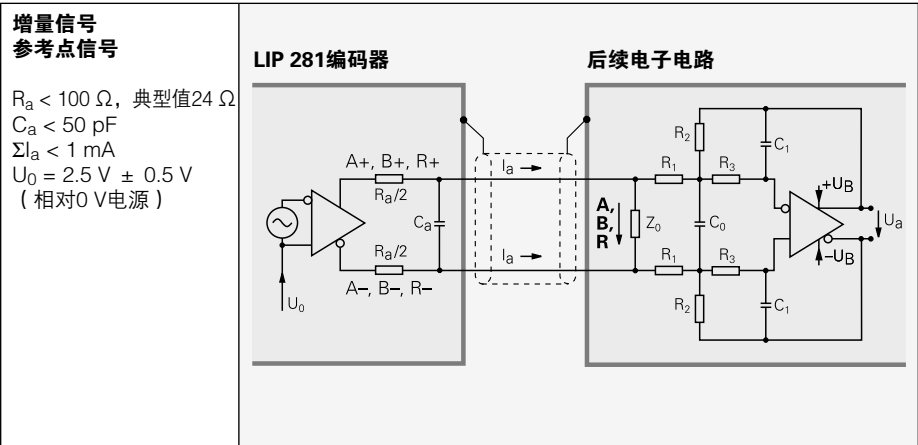 增量信号
参考点信号
Ra < 100 Ω，典型值24 Ω
Ca < 50 pF
ΣIa < 1 mA
U0 = 2.5 V ± 0.5 V
（相对0 V电源）
LIP 281编码器
后续电子电路
A+, B+, R+
Ra/2
Ca
Ra/2
A−, B−, R−
U0
Ia
Ia
A,
B,
R
Z0
R1
R2
R3
C1
C0
R1
R3
R2
C1
+UB
−UB
Ua